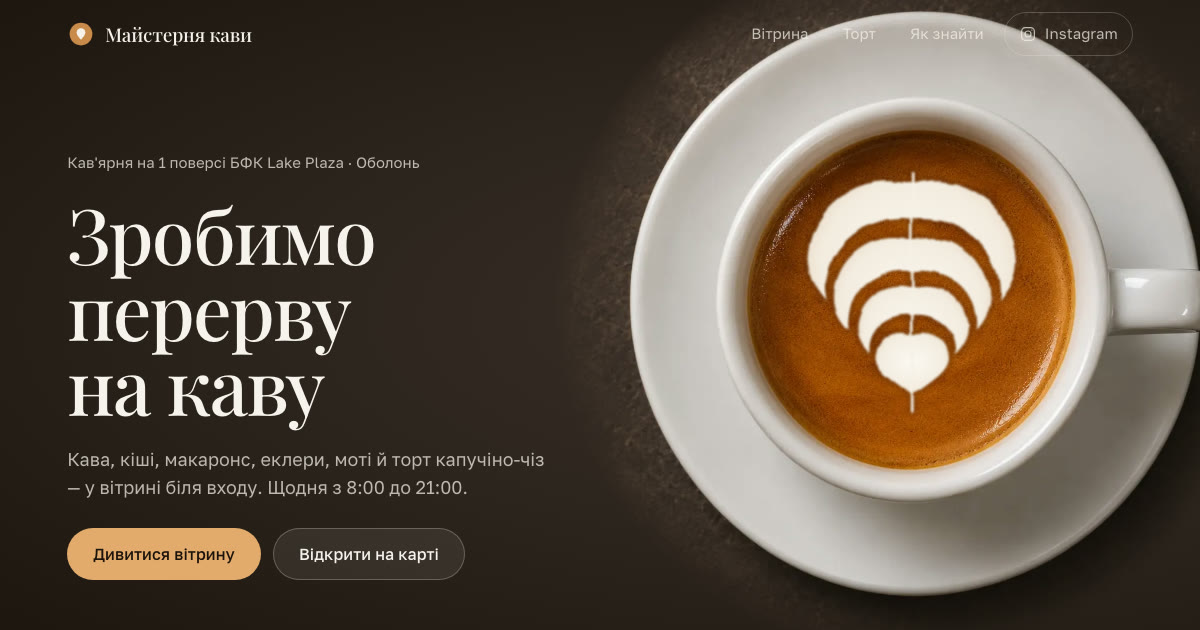 Майстерня кави
Вітрина
Торт
Як знайти
Instagram
Кав'ярня на 1 поверсі БФК Lake Plaza · Оболонь
Зробимо
перерву
на каву
Кава, кіші, макаронс, еклери, моті й торт капучіно-чіз
— у вітрині біля входу. Щодня з 8:00 до 21:00.
Дивитися вітрину
Відкрити на карті